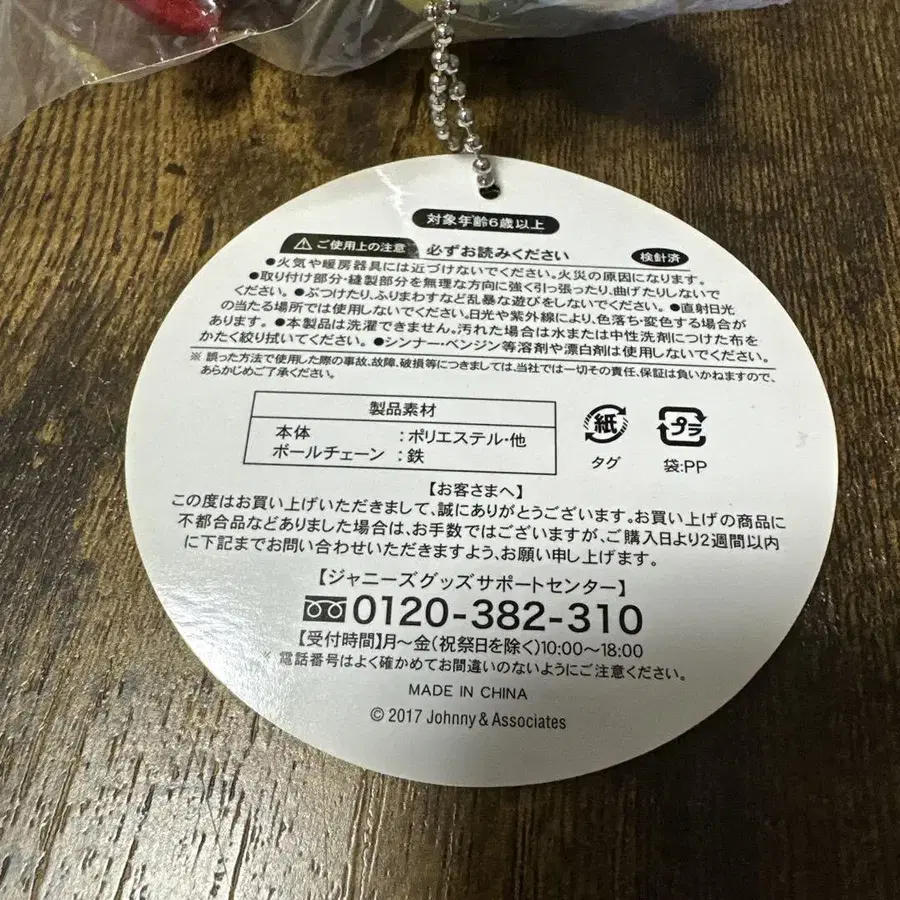 対象年齢6歳以上
⚠ご使用上の注意 必ずお読みください 検針済
●火気や暖房器具には近づけないでください。火災の原因になります。
●取り付け部分・縫製部分を無理な方向に強く引っ張ったり、曲げたりしないで
ください。●ぶつけたり、ふりまわすなど乱暴な遊びをしないでください。●直射日光
の当たる場所では使用しないでください。日光や紫外線により、色落ち・変色する場合が
あります。●本製品は洗濯できません。汚れた場合は水または中性洗剤につけた布を
かたく絞り拭いてください。●シンナー・ベンジン等溶剤や漂白剤は使用しないでください。
※ 誤った方法で使用した際の事故、故障、破損等につきましては、当社では一切その責任、保証は負いかねますので、
あらかじめご了承ください。
製品素材
本体 :ポリエステル・他
ボールチェーン :鉄
紙 プラ
タグ 袋:PP
【お客さまへ】
この度はお買い上げいただきまして、誠にありがとうございます。お買い上げの商品に
不都合品などありました場合は、お手数ではございますが、ご購入日より2週間以内
に下記までお問い合わせいただきますよう、お願い申し上げます。
【ジャニーズグッズサポートセンター】
0120-382-310
【受付時間】月〜金(祝祭日を除く)10:00〜18:00
※ 電話番号はよく確かめてお間違いのないようにご注意ください。
MADE IN CHINA
© 2017 Johnny & Associates